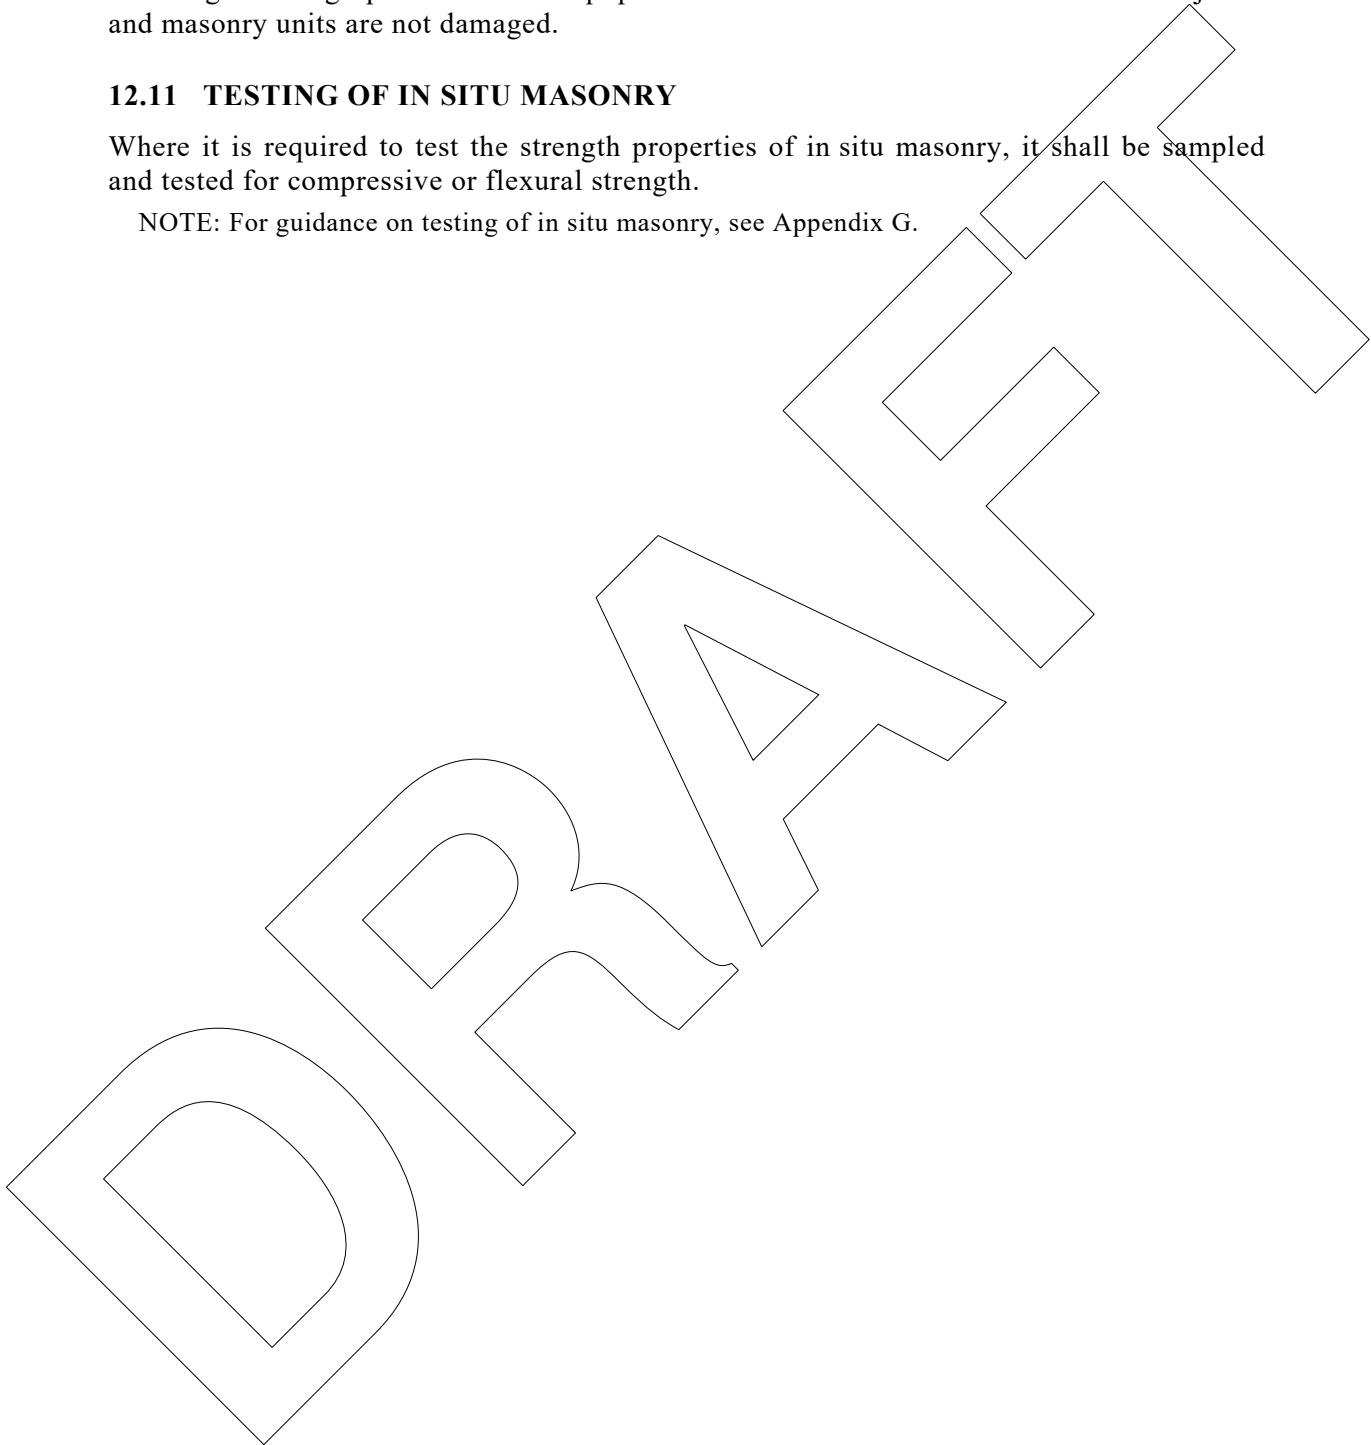 and masonry units are not damaged.
12.11 TESTING OF IN SITU MASONRY
Where it is required to test the strength properties of in situ masonry, it shall be sampled
and tested for compressive or flexural strength.
NOTE: For guidance on testing of in situ masonry, see Appendix G.
DRAFT